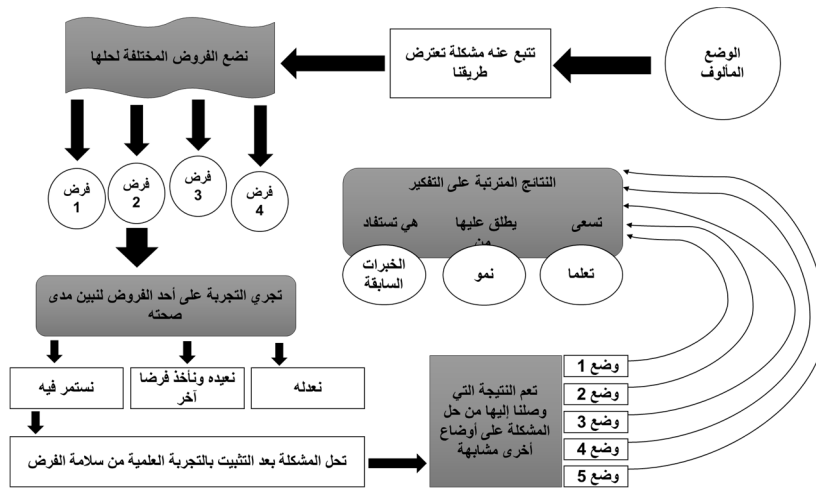 الوضع
المألوف
تتبع عنه مشكلة تعترض
طريقنا
نضع الفروض المختلفة لحلها
فرض
1
فرض
2
فرض
3
فرض
4
النتائج المترتبة على التفكير
تسعى
يطلق عليها
من
هي تستفاد
تعلما
نمو
الخبرات
السابقة
تجري التجربة على أحد الفروض لنبين مدى
صحته
نعدله
نعيده ونأخذ فرضا
آخر
نستمر فيه
تحل المشكلة بعد التثبيت بالتجربة العلمية من سلامة الفرض
تعم النتيجة التي
وصلنا إليها من حل
المشكلة على أوضاع
أخرى مشابهة
وضع 1
وضع 2
وضع 3
وضع 4
وضع 5